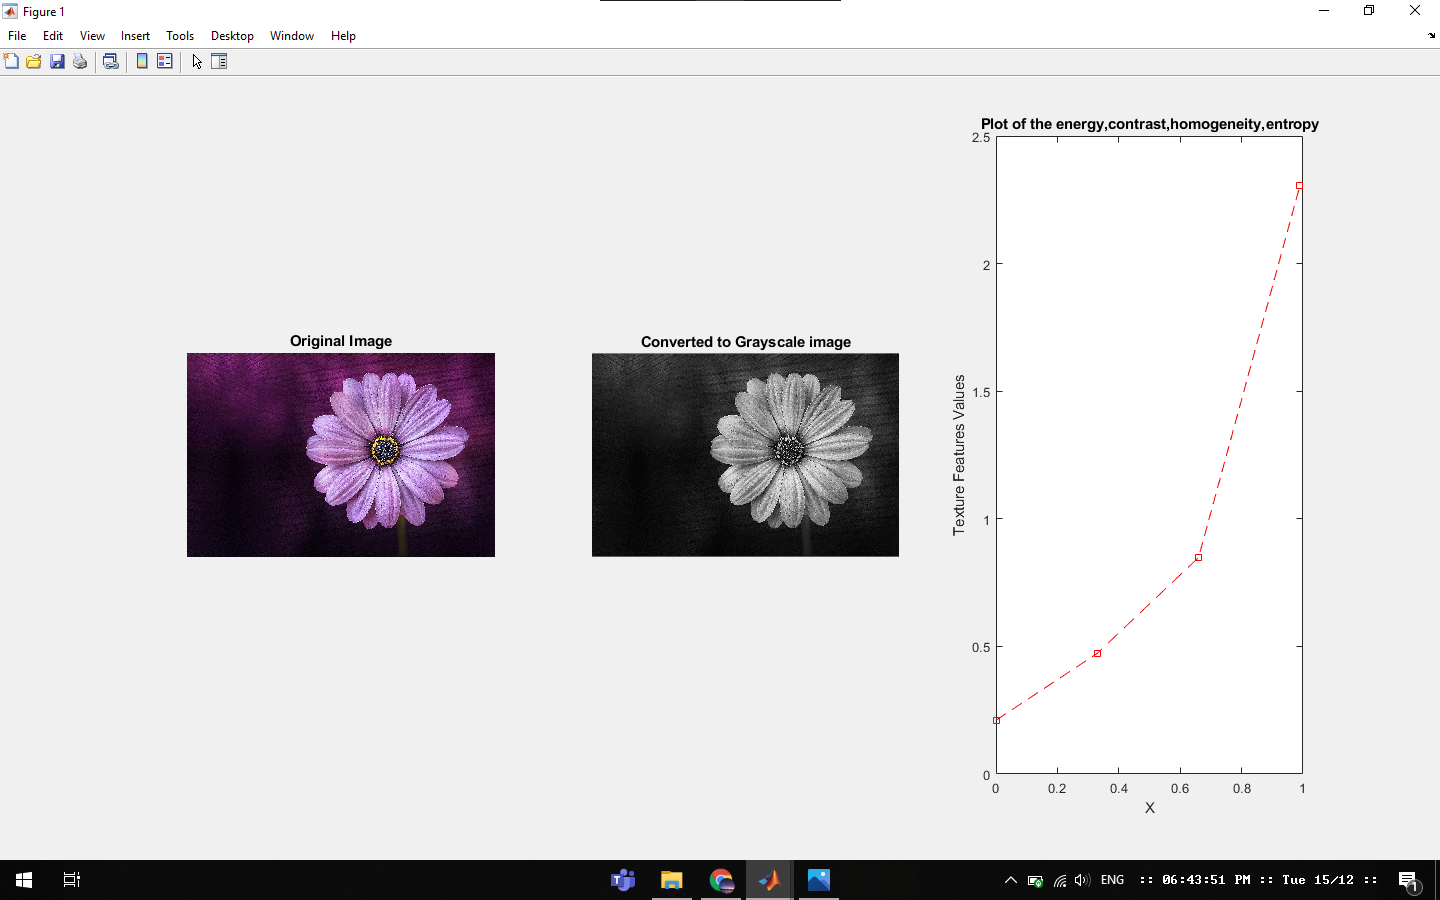 Figure 1
File Edit View Insert Tools Desktop Window Help
Original Image
Converted to Grayscale image
Plot of the energy,contrast,homogeneity,entropy
2.5
2
1.5
1
0.5
0
Texture Features Values
0 0.2 0.4 0.6 0.8 1
X
ENG :: 06:43:51 PM :: Tue 15/12 :: 1